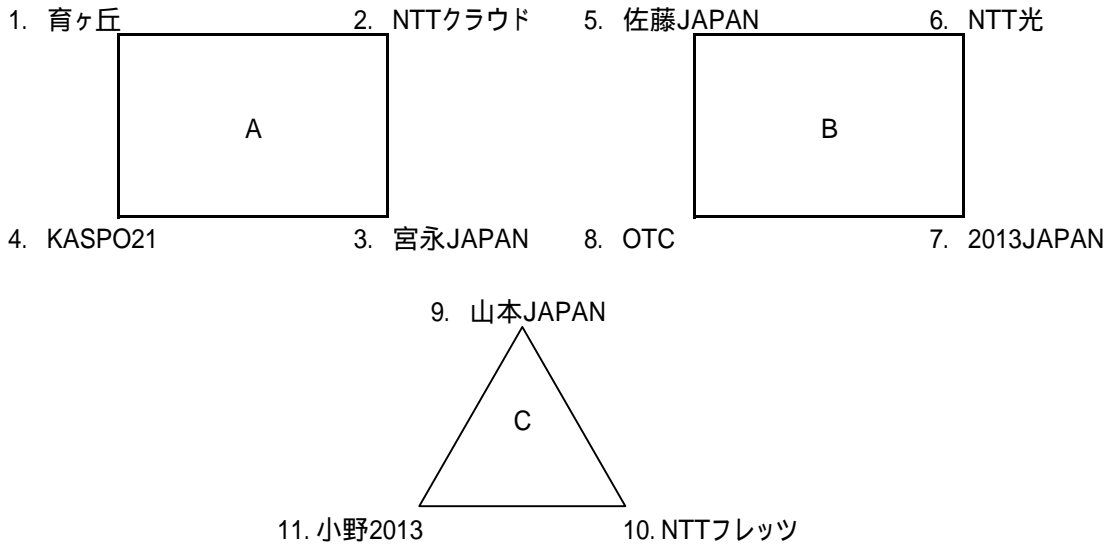 1. 育ヶ丘 2. NTTクラウド 5. 佐藤JAPAN 6. NTT光
A B
4. KASPO21 3. 宮永JAPAN 8. OTC 7. 2013JAPAN
9. 山本JAPAN
C
11. 小野2013 10. NTTフレッツ